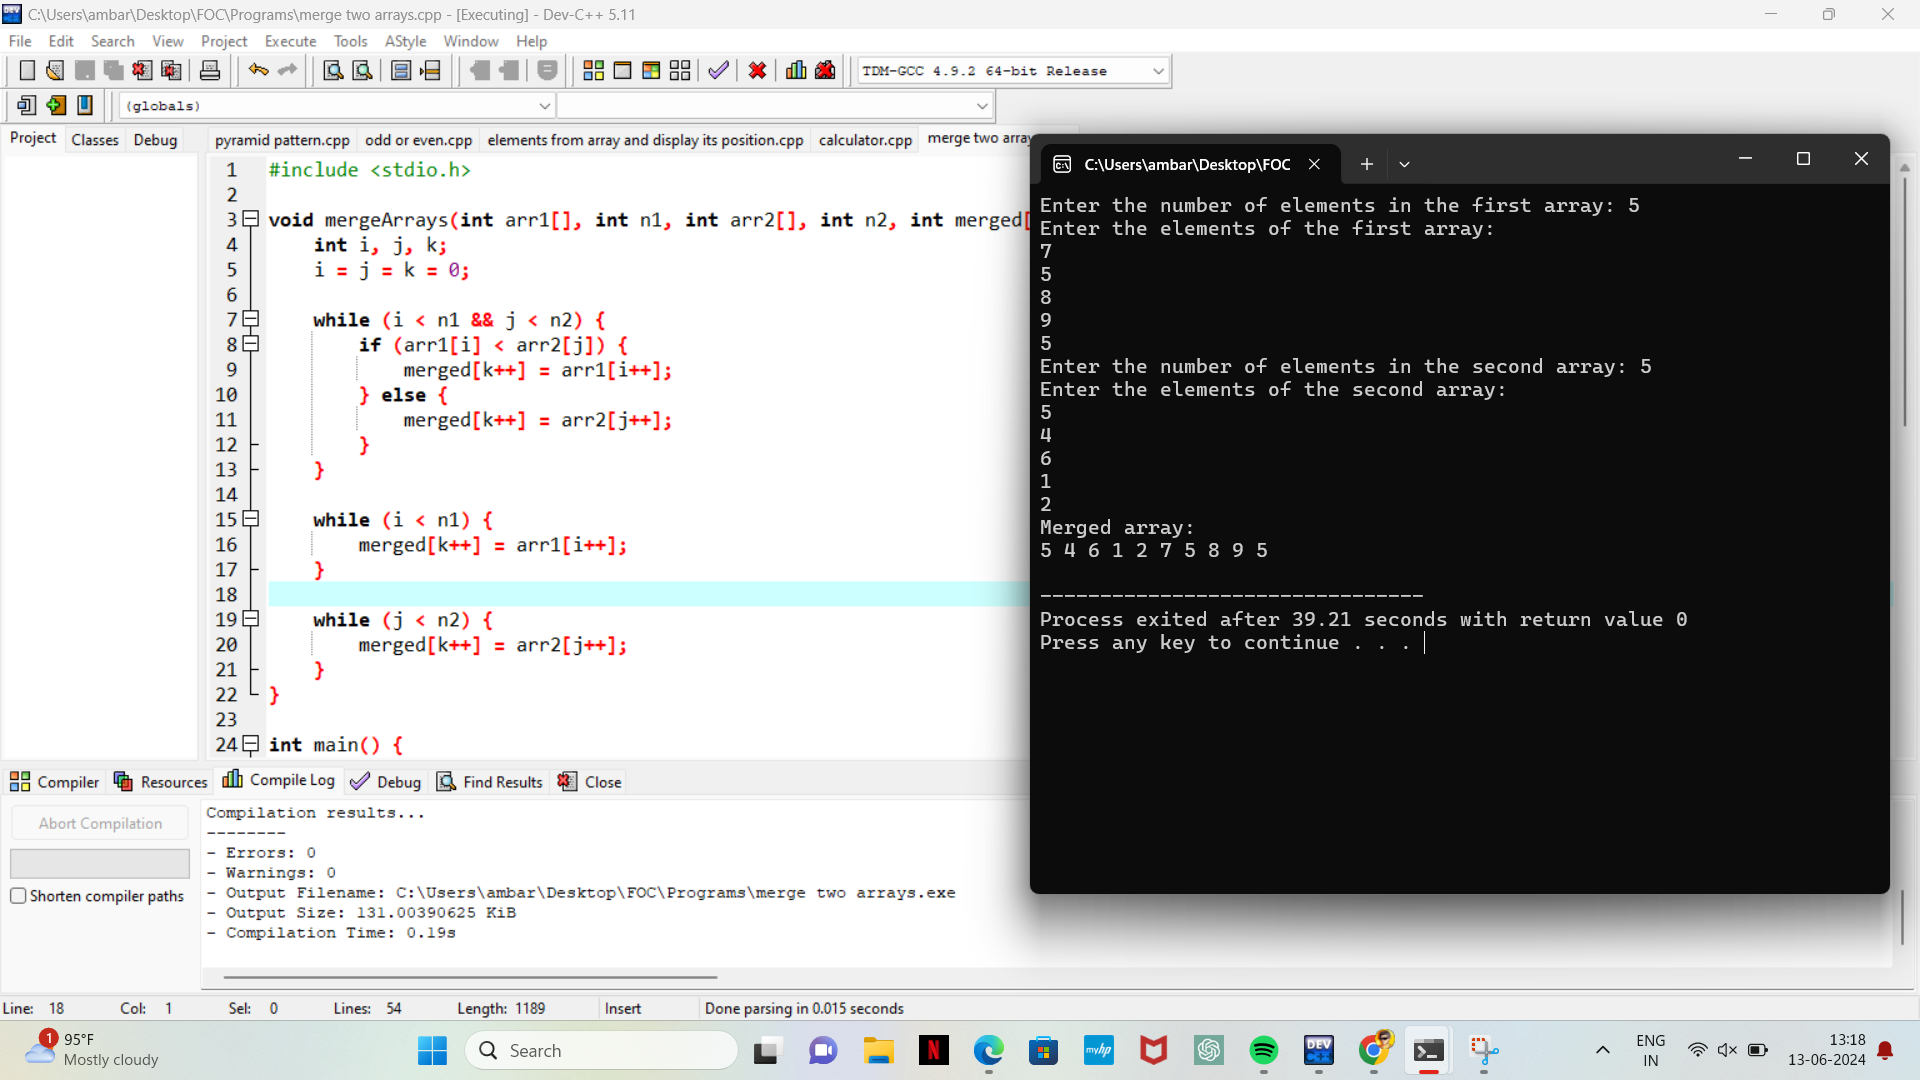 C:\Users\ambar\Desktop\FOC\Programs\merge two arrays.cpp - [Executing] - Dev-C++ 5.11
File Edit Search View Project Execute Tools AStyle Window Help
TDM-GCC 4.9.2 64-bit Release
(globals)
Project Classes Debug
pyramid pattern.cpp odd or even.cpp elements from array and display its position.cpp calculator.cpp merge two array
1 #include <stdio.h>
2
3 void mergeArrays(int arr1[], int n1, int arr2[], int n2, int merged[
4 int i, j, k;
5 i = j = k = 0;
6
7 while (i < n1 && j < n2) {
8 if (arr1[i] < arr2[j]) {
9 merged[k++] = arr1[i++];
10 } else {
11 merged[k++] = arr2[j++];
12 }
13 }
14
15 while (i < n1) {
16 merged[k++] = arr1[i++];
17 }
18
19 while (j < n2) {
20 merged[k++] = arr2[j++];
21 }
22 }
23
24 int main() {
C:\Users\ambar\Desktop\FOC
Enter the number of elements in the first array: 5
Enter the elements of the first array:
7
5
8
9
5
Enter the number of elements in the second array: 5
Enter the elements of the second array:
5
4
6
1
2
Merged array:
5 4 6 1 2 7 5 8 9 5
--------------------------------
Process exited after 39.21 seconds with return value 0
Press any key to continue . . .
Compiler Resources Compile Log Debug Find Results Close
Abort Compilation
Shorten compiler paths
Compilation results...
--------
- Errors: 0
- Warnings: 0
- Output Filename: C:\Users\ambar\Desktop\FOC\Programs\merge two arrays.exe
- Output Size: 131.00390625 KiB
- Compilation Time: 0.19s
Line: 18 Col: 1 Sel: 0 Lines: 54 Length: 1189 Insert Done parsing in 0.015 seconds
1
95°F
Mostly cloudy
Search
N
myhp
DEV
C++
ENG
IN
13:18
13-06-2024